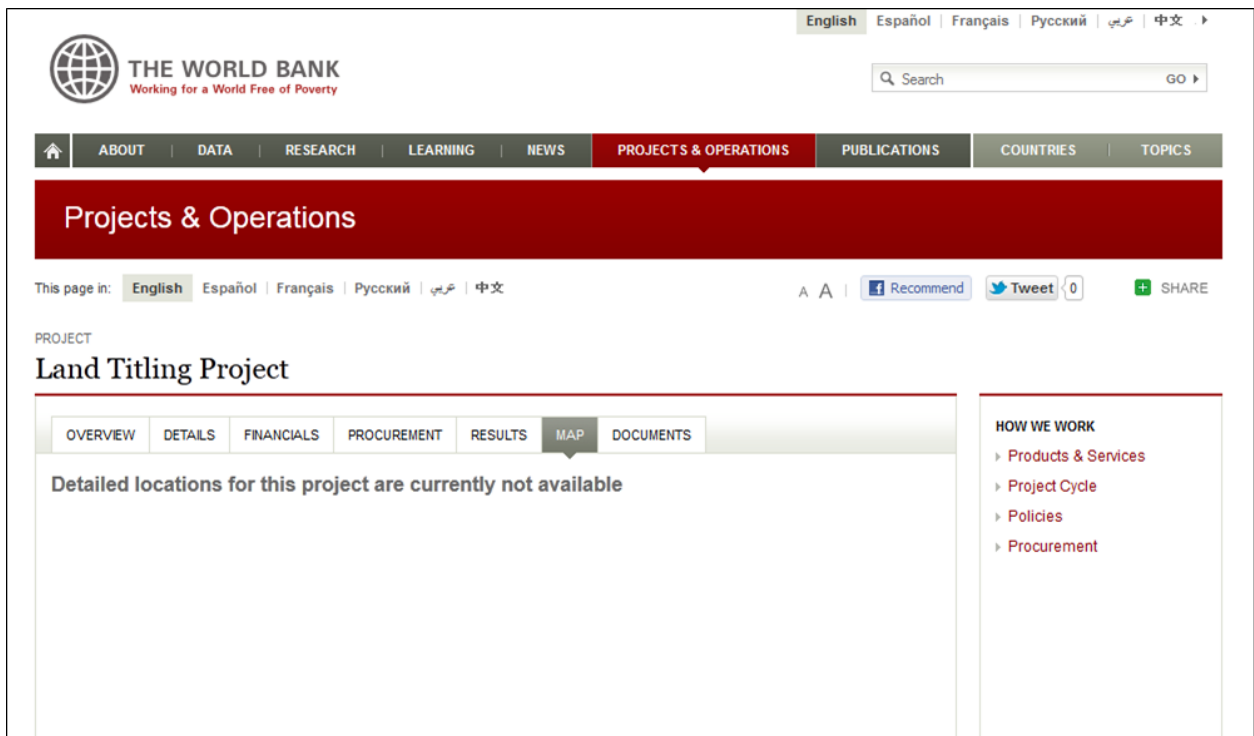 English Español | Français | Русский | عربي | 中文
THE WORLD BANK
Working for a World Free of Poverty
Search GO
ABOUT | DATA | RESEARCH | LEARNING | NEWS PROJECTS & OPERATIONS PUBLICATIONS COUNTRIES | TOPICS
Projects & Operations
This page in: English Español | Français | Русский | عربي | 中文 A A | Recommend Tweet 0 SHARE
PROJECT
Land Titling Project
OVERVIEW DETAILS FINANCIALS PROCUREMENT RESULTS MAP DOCUMENTS
Detailed locations for this project are currently not available
HOW WE WORK
Products & Services
Project Cycle
Policies
Procurement